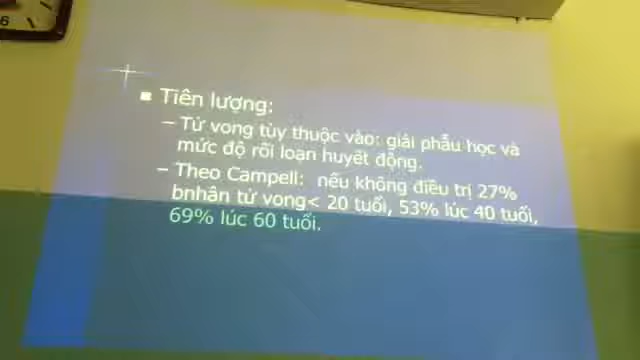 6
▪ Tiên lượng:
– Tử vong tùy thuộc vào: giải phẫu học và
mức độ rối loạn huyết động.
– Theo Campell: nếu không điều trị 27%
bnhân tử vong< 20 tuổi, 53% lúc 40 tuổi,
69% lúc 60 tuổi.